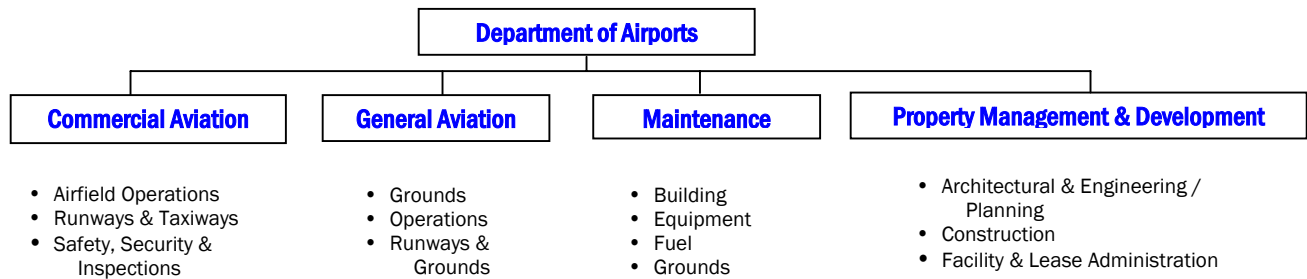 Department of Airports
Commercial Aviation
General Aviation
Maintenance
Property Management & Development
• Airfield Operations
• Runways & Taxiways
• Safety, Security &
Inspections
• Grounds
• Operations
• Runways &
Grounds
• Building
• Equipment
• Fuel
• Grounds
• Architectural & Engineering /
Planning
• Construction
• Facility & Lease Administration